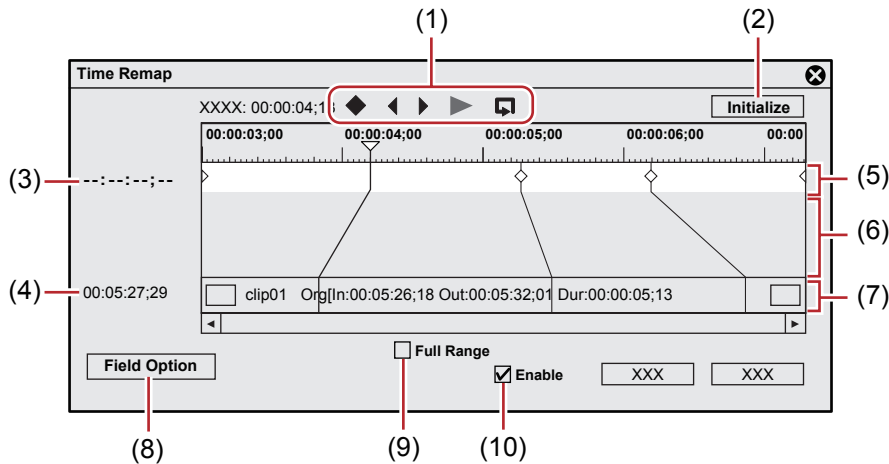 (1)
(2)
Time Remap
XXXX: 00:00:04;18
Initialize
00:00:03;00 00:00:04;00 00:00:05;00 00:00:06;00 00:00
(3)
--:--:--;--
(5)
(6)
(4)
00:05:27;29
clip01 Org[In:00:05:26;18 Out:00:05:32;01 Dur:00:00:05;13
(7)
Full Range
Field Option
Enable
XXX
XXX
(8)
(9)
(10)